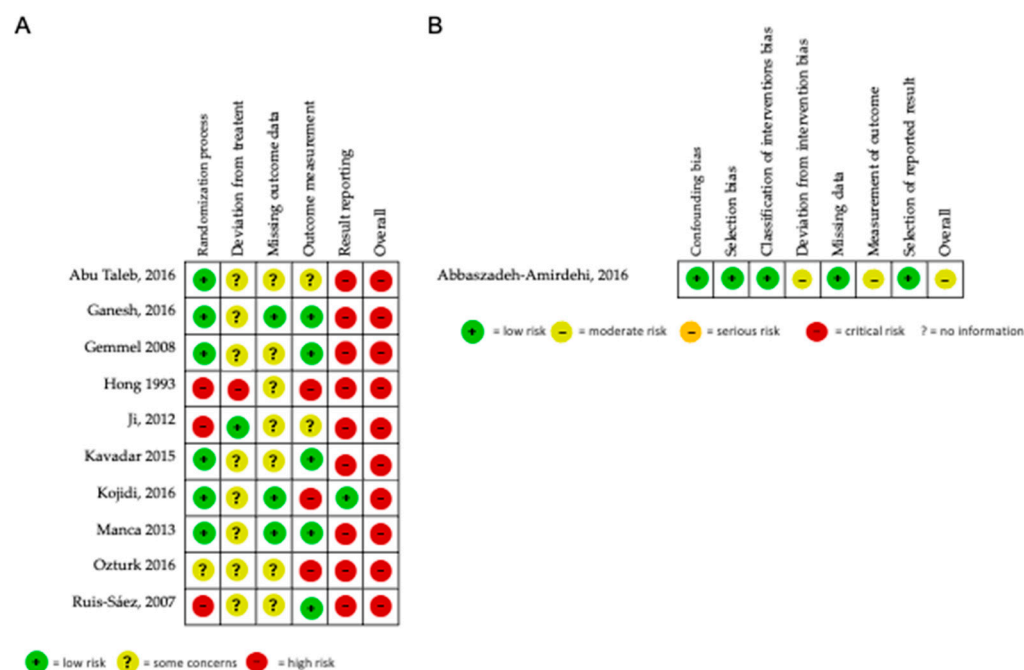 A
Randomization process
Deviation from treatent
Missing outcome data
Outcome measurement
Result reporting
Overall
Abu Taleb, 2016 + ? ? ? - -
Ganesh, 2016 + ? + + - -
Gemmel 2008 + ? ? + - -
Hong 1993 - - ? - - -
Ji, 2012 - + ? ? - -
Kavadar 2015 + ? ? + - -
Kojidi, 2016 + ? + - + -
Manca 2013 + ? + + - -
Ozturk 2016 ? ? ? - - -
Ruis-Sáez, 2007 - ? ? + - -
+ = low risk ? = some concerns - = high risk
B
Confounding bias
Selection bias
Classification of interventions bias
Deviation from intervention bias
Missing data
Measurement of outcome
Selection of reported result
Overall
Abbaszadeh-Amirdehi, 2016 + + + - + - + -
+ = low risk - = moderate risk - = serious risk - = critical risk ? = no information